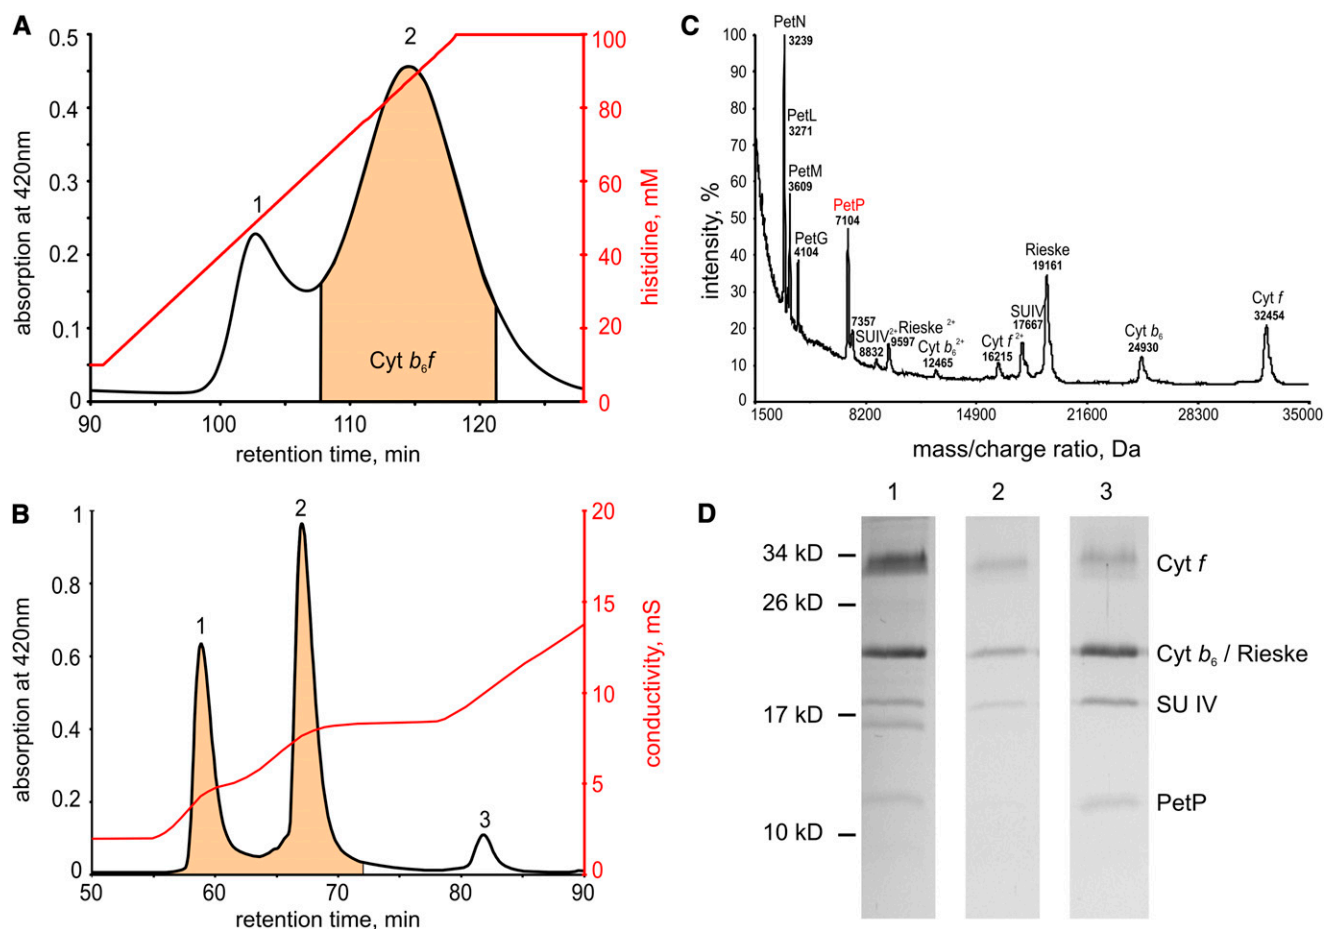 A
0.5
0.4
0.3
0.2
0.1
0
absorption at 420nm
1
2
Cyt b6f
100
80
60
40
20
0
histidine, mM
90
100
110
120
retention time, min
B
1
0.8
0.6
0.4
0.2
0
absorption at 420nm
1
2
3
20
15
10
5
0
conductivity, mS
50
60
70
80
90
retention time, min
C
100
90
80
70
60
50
40
30
20
10
0
intensity, %
PetN
3239
PetL
3271
PetM
3609
PetG
4104
PetP
7104
7357
SUIV2+
8832
Rieske 2+
9597
Cyt b6 2+
12465
Cyt f 2+
16215
SUIV
17667
Rieske
19161
Cyt b6
24930
Cyt f
32454
1500
8200
14900
21600
28300
35000
mass/charge ratio, Da
D
1
2
3
34 kD
26 kD
17 kD
10 kD
Cyt f
Cyt b6 / Rieske
SU IV
PetP